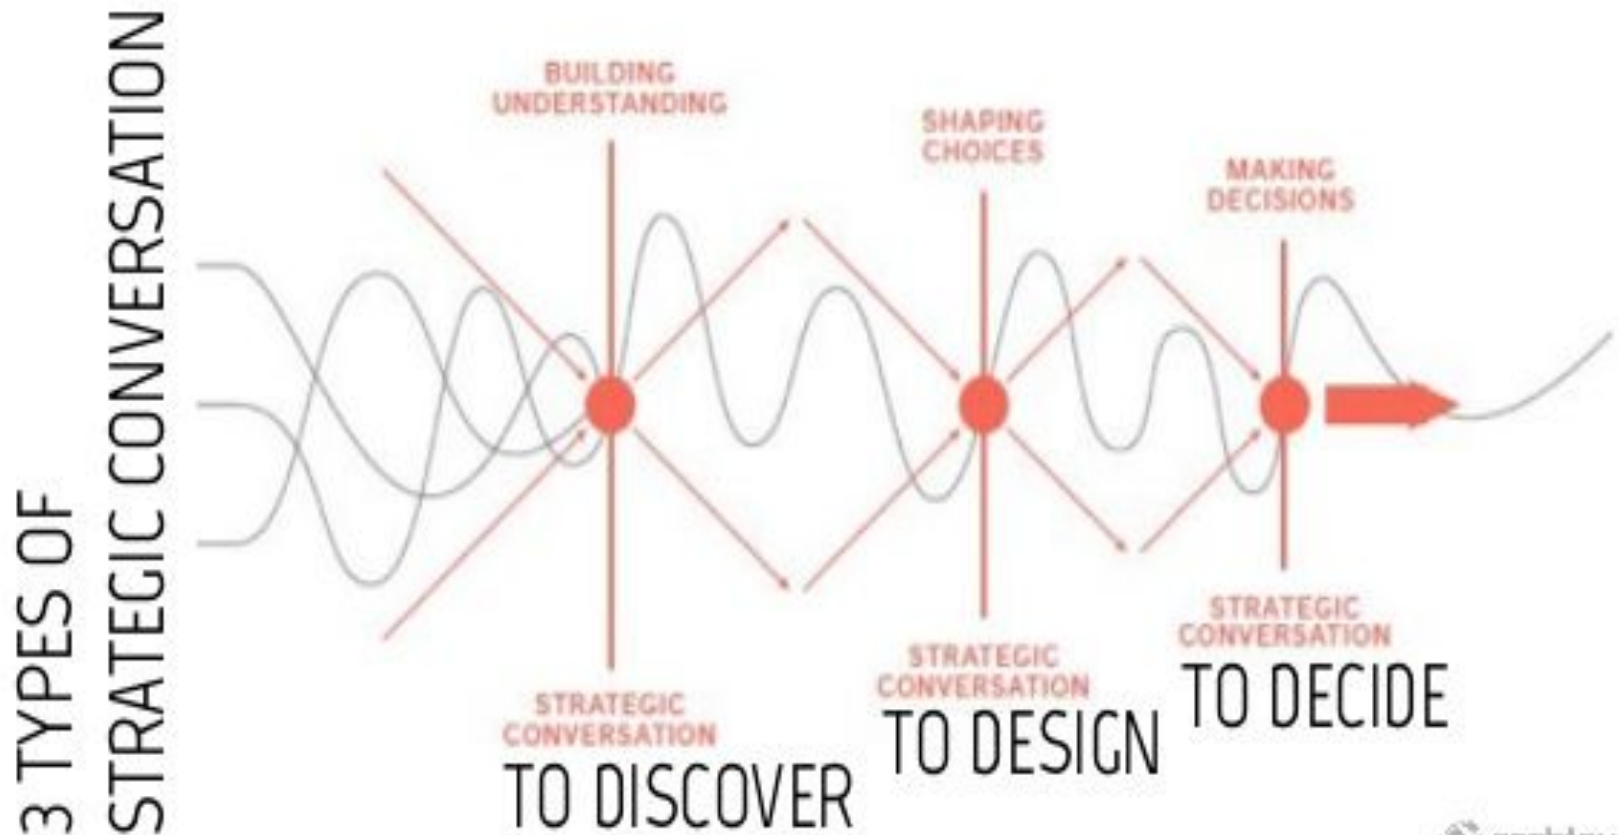 3 TYPES OF
STRATEGIC CONVERSATION
BUILDING
UNDERSTANDING
SHAPING
CHOICES
MAKING
DECISIONS
STRATEGIC
CONVERSATION
TO DISCOVER
STRATEGIC
CONVERSATION
TO DESIGN
STRATEGIC
CONVERSATION
TO DECIDE